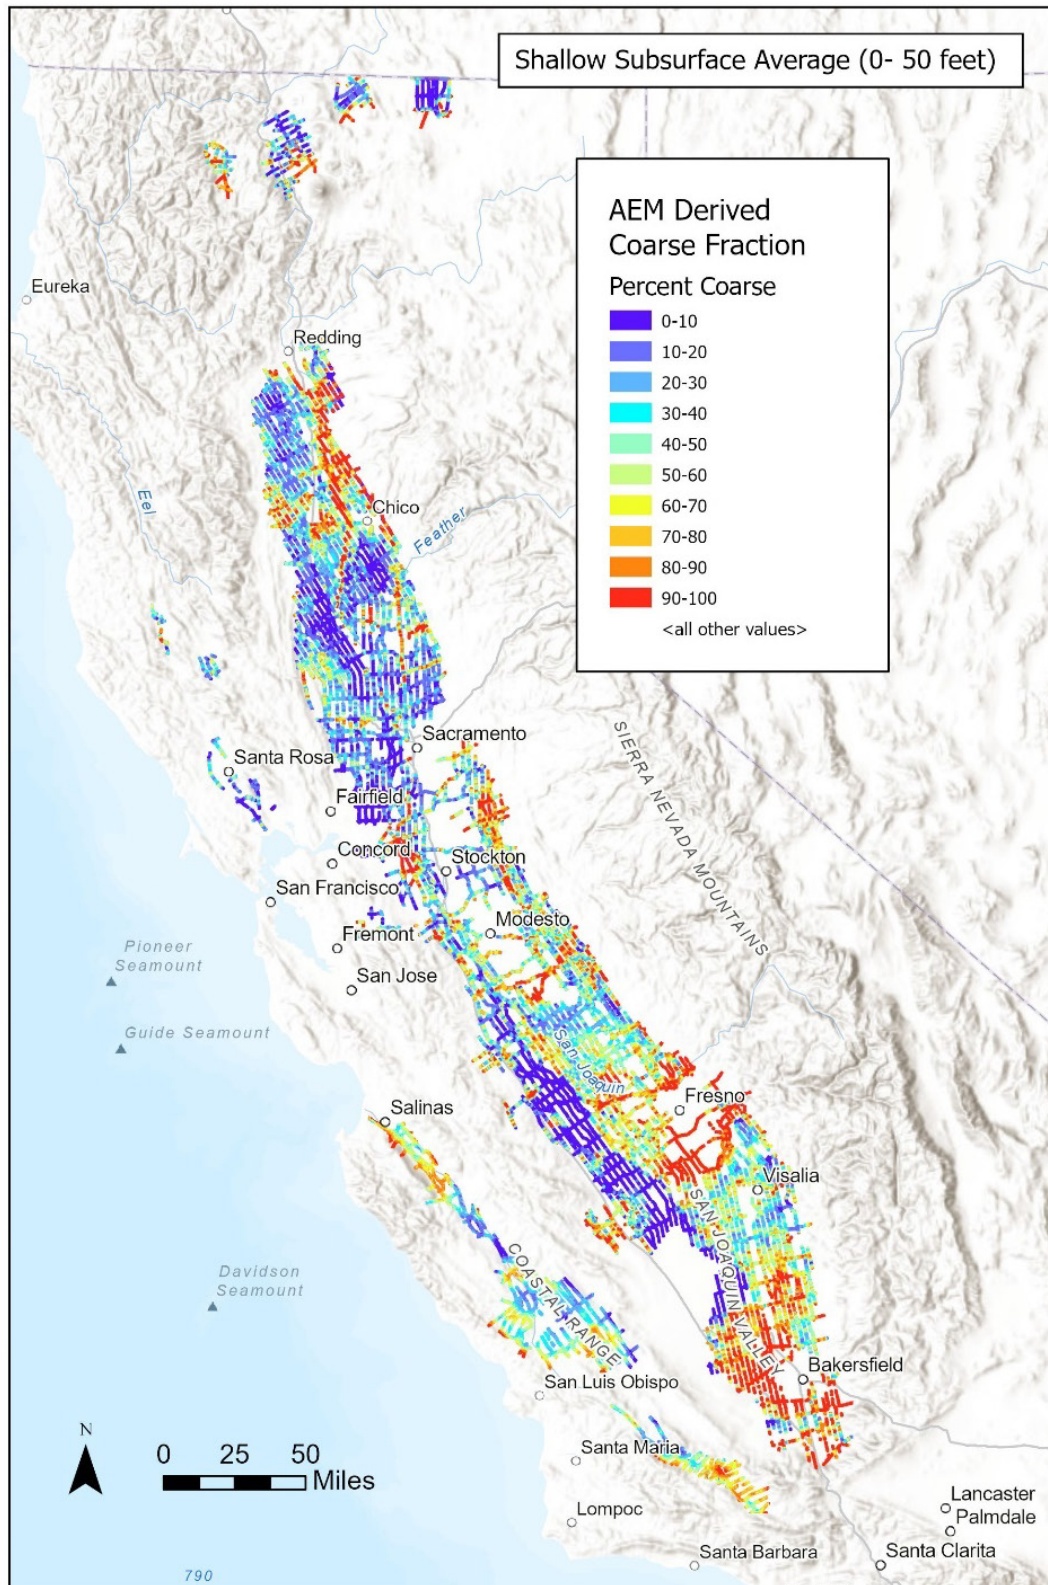 Shallow Subsurface Average (0- 50 feet)
AEM Derived
Coarse Fraction
Percent Coarse
0-10
10-20
20-30
30-40
40-50
50-60
60-70
70-80
80-90
90-100
<all other values>
Eureka
Redding
Eel
Chico
Feather
Sacramento
Santa Rosa
Fairfield
Concord
Stockton
San Francisco
Modesto
Fremont
San Jose
SIERRA NEVADA MOUNTAINS
Pioneer
Seamount
Guide Seamount
San Joaquin
Salinas
Fresno
Visalia
SAN JOAQUIN VALLEY
COASTAL RANGE
Davidson
Seamount
Bakersfield
San Luis Obispo
Santa Maria
Lompoc
Santa Barbara
Lancaster
Palmdale
Santa Clarita
N
0 25 50
Miles
790